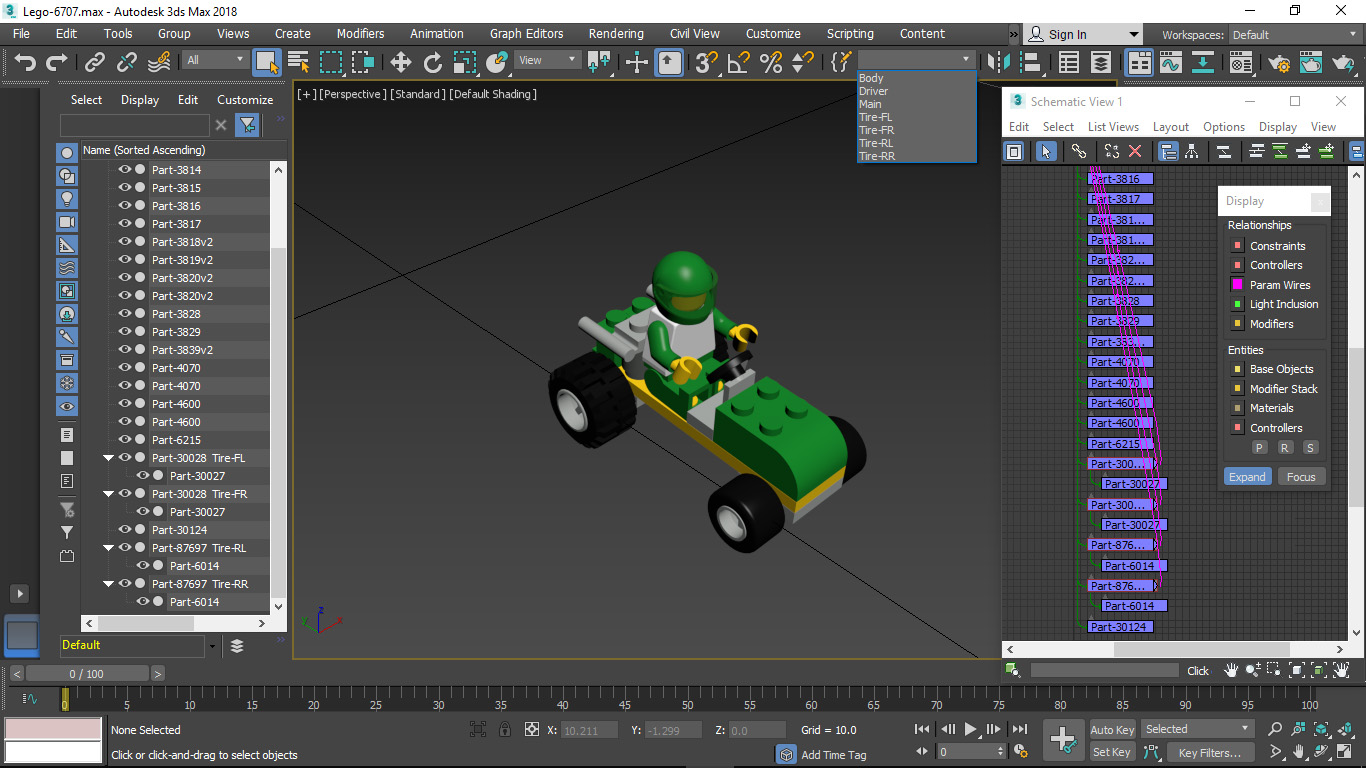 Lego-6707.max - Autodesk 3ds Max 2018
File Edit Tools Group Views Create Modifiers Animation Graph Editors Rendering Civil View Customize Scripting Content » Sign In Workspaces: Default
All View
Body
Driver
Main
Tire-FL
Tire-FR
Tire-RL
Tire-RR
Select Display Edit Customize
Name (Sorted Ascending)
Part-3814
Part-3815
Part-3816
Part-3817
Part-3818v2
Part-3819v2
Part-3820v2
Part-3820v2
Part-3828
Part-3829
Part-3839v2
Part-4070
Part-4070
Part-4600
Part-4600
Part-6215
Part-30028 Tire-FL
Part-30027
Part-30028 Tire-FR
Part-30027
Part-30124
Part-87697 Tire-RL
Part-6014
Part-87697 Tire-RR
Part-6014
Default
[+] [Perspective] [Standard] [Default Shading]
z
y
x
Schematic View 1
Edit Select List Views Layout Options Display View
Part-3816
Part-3817
Part-381...
Part-381...
Part-382...
Part-382...
Part-3828
Part-3829
Part-383...
Part-4070
Part-4070
Part-4600
Part-4600
Part-6215
Part-300...
Part-30027
Part-300...
Part-30027
Part-876...
Part-6014
Part-876...
Part-6014
Part-30124
Display
Relationships
Constraints
Controllers
Param Wires
Light Inclusion
Modifiers
Entities
Base Objects
Modifier Stack
Materials
Controllers
P R S
Expand Focus
Click
< 0 / 100 >
0 5 10 15 20 25 30 35 40 45 50 55 60 65 70 75 80 85 90 95 100
None Selected
Click or click-and-drag to select objects
X: 10.211 Y: -1.299 Z: 0.0 Grid = 10.0
Add Time Tag
0
Auto Key Selected
Set Key Key Filters...